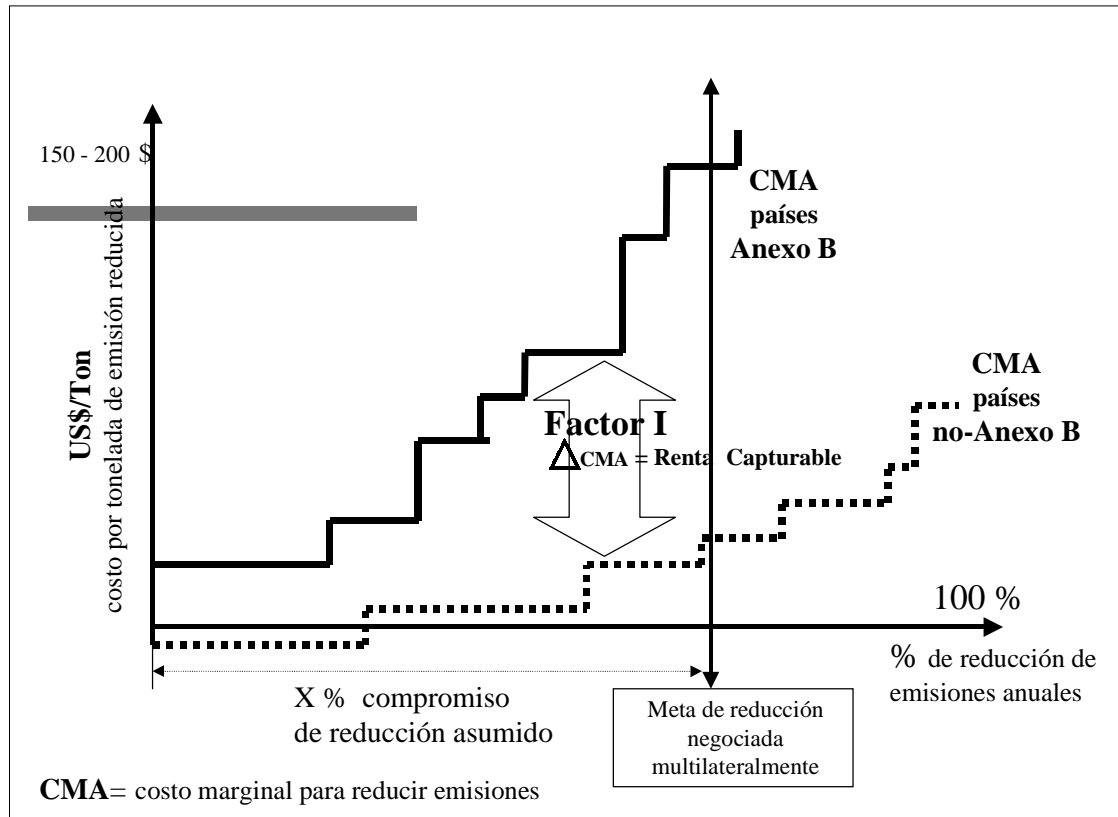 150 - 200 $
US$/Ton
costo por tonelada de emisión reducida
CMA
países
Anexo B
CMA
países
no-Anexo B
Factor I
△CMA = Renta Capturable
100 %
% de reducción de
emisiones anuales
X % compromiso
de reducción asumido
Meta de reducción
negociada
multilateralmente
CMA= costo marginal para reducir emisiones